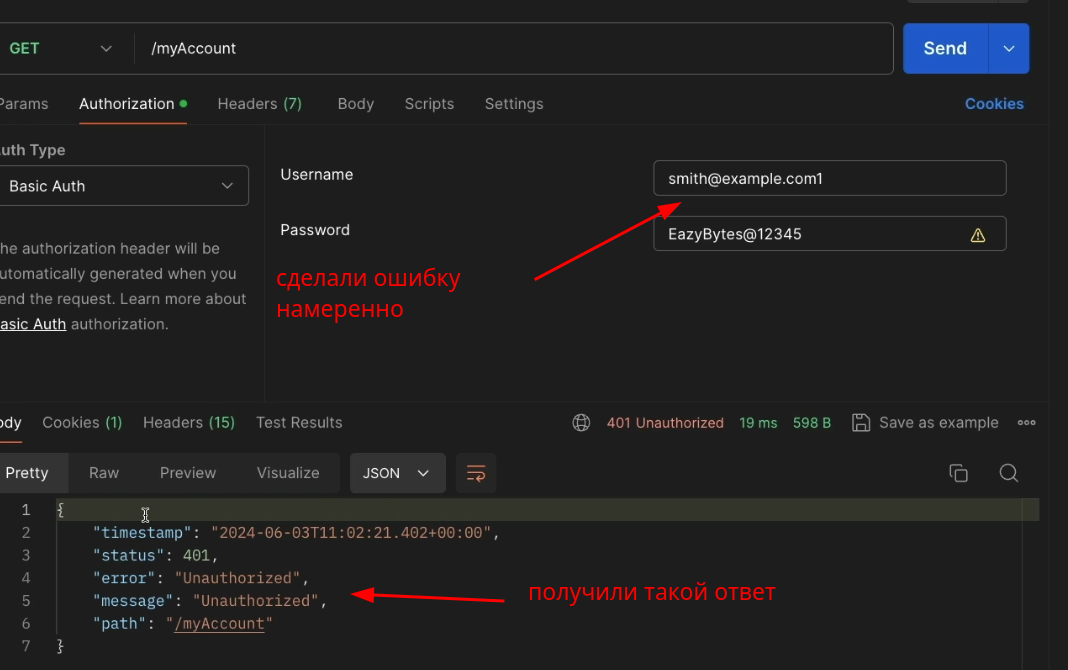 GET
/myAccount
Send
Params
Authorization
Headers (7)
Body
Scripts
Settings
Cookies
uth Type
Basic Auth
he authorization header will be
utomatically generated when you
end the request. Learn more about
asic Auth authorization.
Username
smith@example.com1
Password
EazyBytes@12345
сделали ошибку
намеренно
ody
Cookies (1)
Headers (15)
Test Results
401 Unauthorized
19 ms
598 B
Save as example
Pretty
Raw
Preview
Visualize
JSON
1 {
2 "timestamp": "2024-06-03T11:02:21.402+00:00",
3 "status": 401,
4 "error": "Unauthorized",
5 "message": "Unauthorized",
6 "path": "/myAccount"
7 }
получили такой ответ